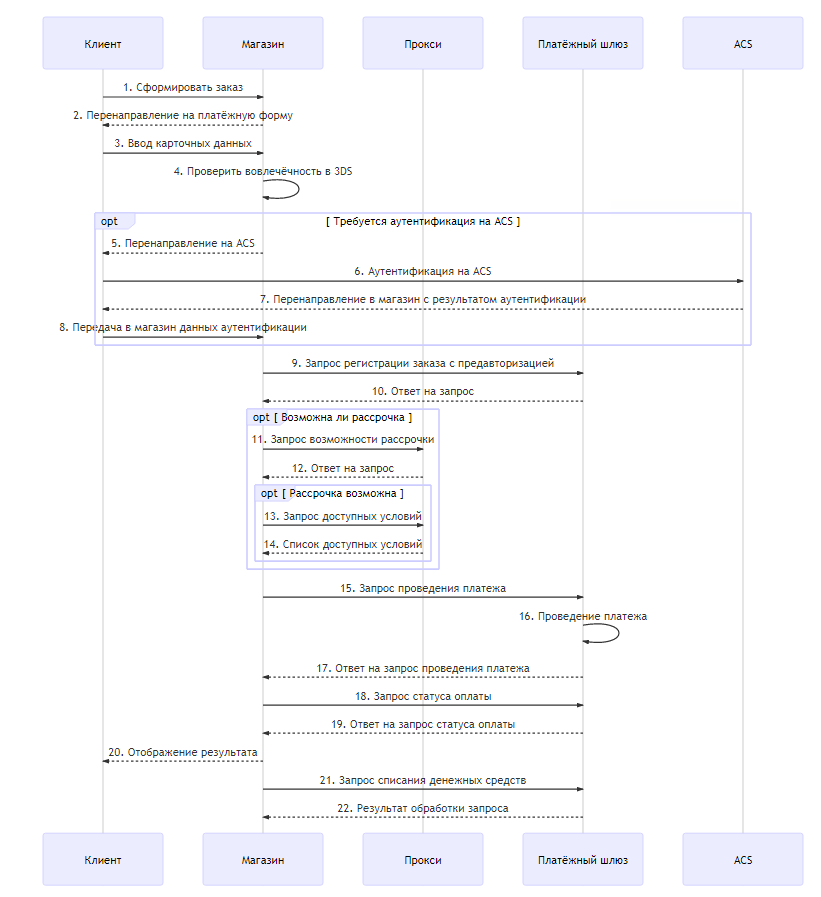 Клиент
Магазин
Прокси
Платёжный шлюз
ACS
1. Сформировать заказ
2. Перенаправление на платёжную форму
3. Ввод карточных данных
4. Проверить вовлечённость в 3DS
opt
[ Требуется аутентификация на ACS ]
5. Перенаправление на ACS
6. Аутентификация на ACS
7. Перенаправление в магазин с результатом аутентификации
8. Передача в магазин данных аутентификации
9. Запрос регистрации заказа с предавторизацией
10. Ответ на запрос
opt [ Возможна ли рассрочка ]
11. Запрос возможности рассрочки
12. Ответ на запрос
opt [ Рассрочка возможна ]
13. Запрос доступных условий
14. Список доступных условий
15. Запрос проведения платежа
16. Проведение платежа
17. Ответ на запрос проведения платежа
18. Запрос статуса оплаты
19. Ответ на запрос статуса оплаты
20. Отображение результата
21. Запрос списания денежных средств
22. Результат обработки запроса
Клиент
Магазин
Прокси
Платёжный шлюз
ACS